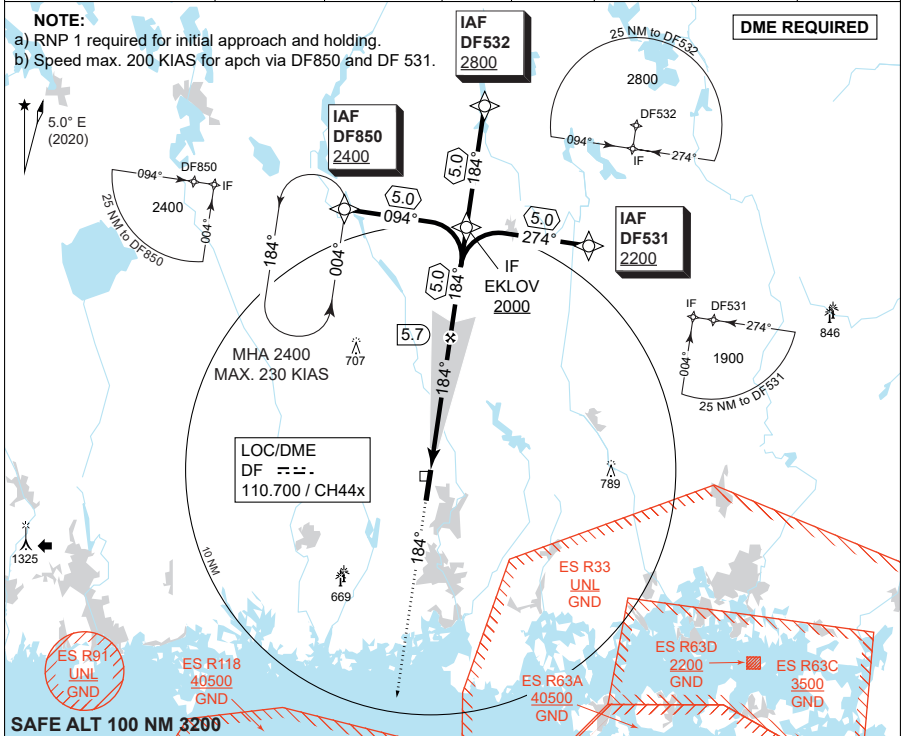 NOTE:
a) RNP 1 required for initial approach and holding.
b) Speed max. 200 KIAS for apch via DF850 and DF 531.
DME REQUIRED
5.0° E
(2020)
IAF
DF532
2800
25 NM to DF532
2800
DF532
IF
094°
274°
IAF
DF850
2400
094°
DF850
IF
2400
004°
25 NM to DF850
5.0
184°
5.0
094°
5.0
274°
IAF
DF531
2200
184°
004°
IF
EKLOV
2000
5.0
184°
MHA 2400
MAX. 230 KIAS
707
5.7
184°
IF
DF531
274°
004°
1900
25 NM to DF531
846
LOC/DME
DF
110.700 / CH44x
789
184°
10 NM
1325
669
ES R33
UNL
GND
ES R91
UNL
GND
ES R118
40500
GND
ES R63A
40500
GND
ES R63D
2200
GND
ES R63C
3500
GND
SAFE ALT 100 NM 3200